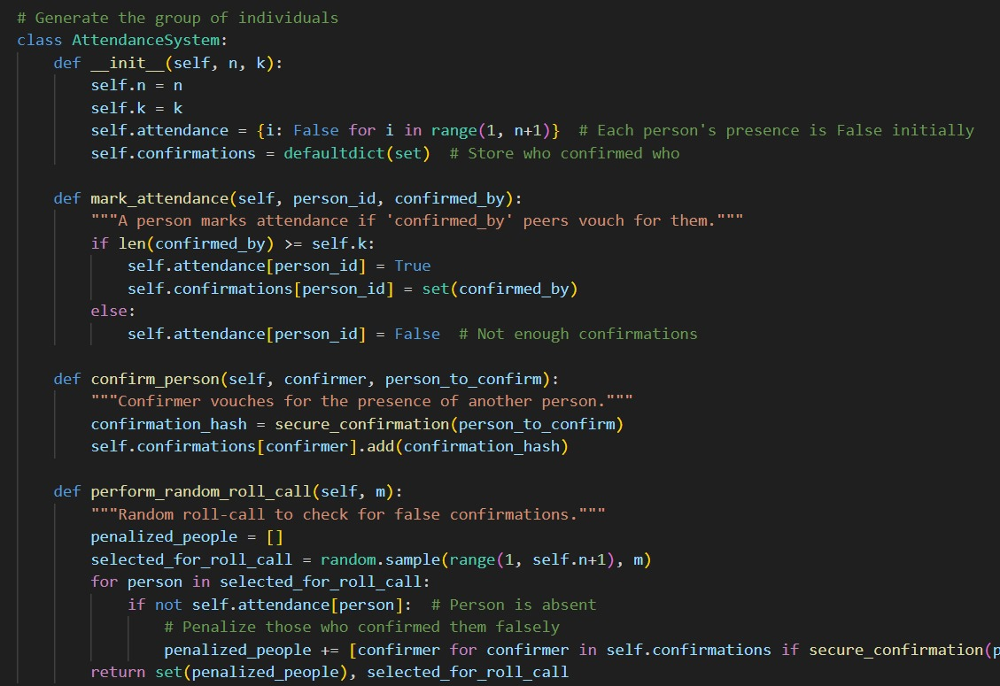 # Generate the group of individuals
class AttendanceSystem:
    def __init__(self, n, k):
        self.n = n
        self.k = k
        self.attendance = {i: False for i in range(1, n+1)}  # Each person's presence is False initially
        self.confirmations = defaultdict(set)  # Store who confirmed who

    def mark_attendance(self, person_id, confirmed_by):
        """A person marks attendance if 'confirmed_by' peers vouch for them."""
        if len(confirmed_by) >= self.k:
            self.attendance[person_id] = True
            self.confirmations[person_id] = set(confirmed_by)
        else:
            self.attendance[person_id] = False  # Not enough confirmations

    def confirm_person(self, confirmer, person_to_confirm):
        """Confirmer vouches for the presence of another person."""
        confirmation_hash = secure_confirmation(person_to_confirm)
        self.confirmations[confirmer].add(confirmation_hash)

    def perform_random_roll_call(self, m):
        """Random roll-call to check for false confirmations."""
        penalized_people = []
        selected_for_roll_call = random.sample(range(1, self.n+1), m)
        for person in selected_for_roll_call:
            if not self.attendance[person]:  # Person is absent
                # Penalize those who confirmed them falsely
                penalized_people += [confirmer for confirmer in self.confirmations if secure_confirmation(
        return set(penalized_people), selected_for_roll_call